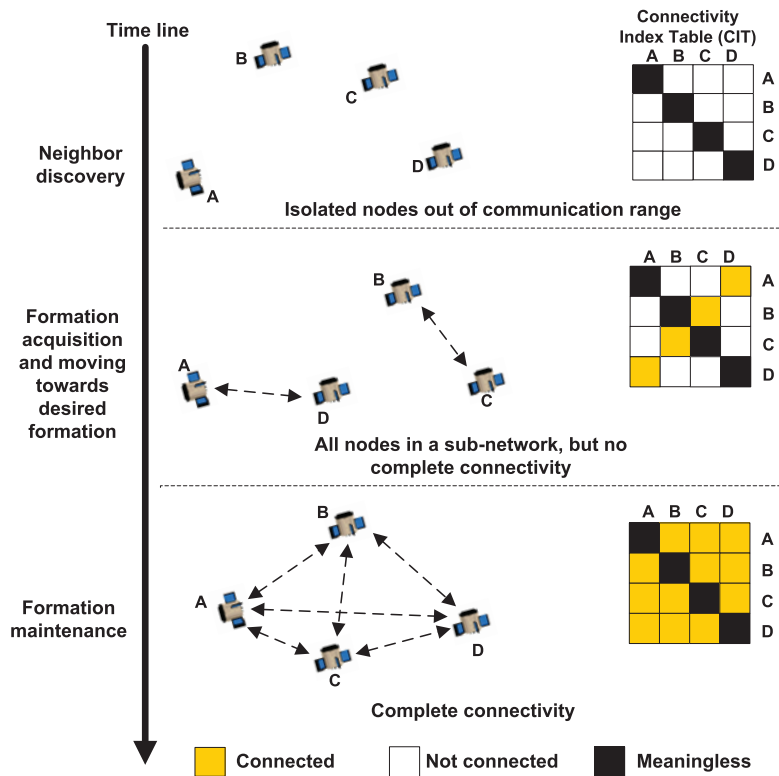 Time line
Connectivity
Index Table (CIT)
A B C D
A
B
C
D
B
C
D
A
Neighbor
discovery
Isolated nodes out of communication range
A B C D
A
B
C
D
B
A
D
C
Formation
acquisition
and moving
towards
desired
formation
All nodes in a sub-network, but no
complete connectivity
A B C D
A
B
C
D
B
A
D
C
Formation
maintenance
Complete connectivity
Connected Not connected Meaningless